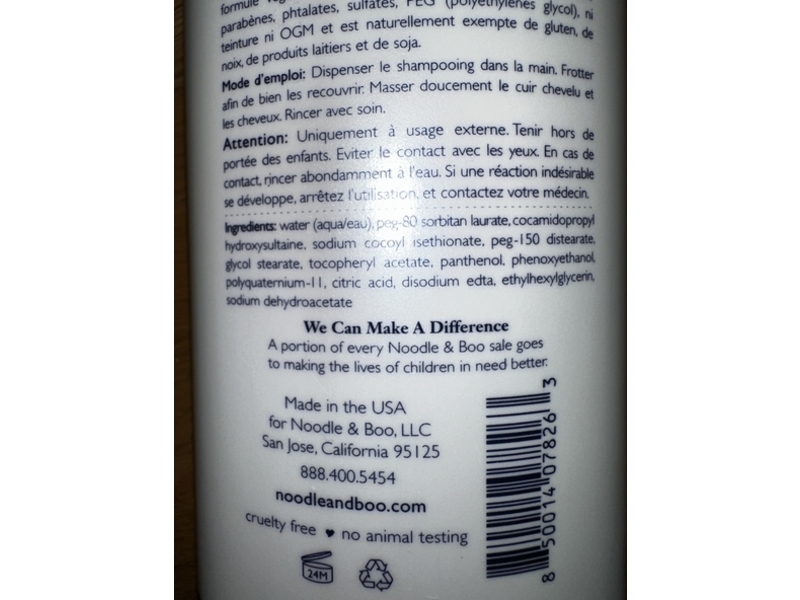 formule
parabènes, phtalates, sulfates, PEG (polyéthylènes glycol), ni
teinture ni OGM et est naturellement exempte de gluten, de
noix, de produits laitiers et de soja.
Mode d'emploi: Dispenser le shampooing dans la main. Frotter
afin de bien les recouvrir. Masser doucement le cuir chevelu et
les cheveux. Rincer avec soin.
Attention: Uniquement à usage externe. Tenir hors de
portée des enfants. Eviter le contact avec les yeux. En cas de
contact, rincer abondamment à l'eau. Si une réaction indésirable
se développe, arrêtez l'utilisation, et contactez votre médecin.
Ingredients: water (aqua/eau), peg-80 sorbitan laurate, cocamidopropyl
hydroxysultaine, sodium cocoyl isethionate, peg-150 distearate,
glycol stearate, tocopheryl acetate, panthenol, phenoxyethanol,
polyquaternium-11, citric acid, disodium edta, ethylhexylglycerin,
sodium dehydroacetate
We Can Make A Difference
A portion of every Noodle & Boo sale goes
to making the lives of children in need better.
Made in the USA
for Noodle & Boo, LLC
San Jose, California 95125
888.400.5454
noodleandboo.com
cruelty free ♥ no animal testing
24M
8 50014 07826 3